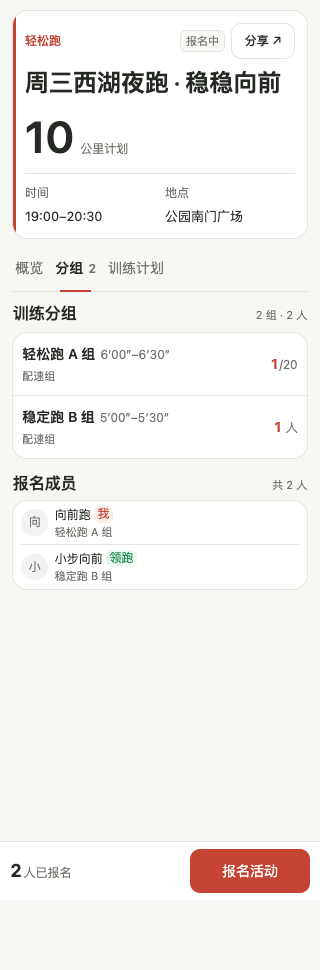 轻松跑 报名中 分享 ↗
周三西湖夜跑 · 稳稳向前
10 公里计划
时间 地点
19:00–20:30 公园南门广场
概览 分组 2 训练计划
训练分组 2 组 · 2 人
轻松跑 A 组 6′00″–6′30″
配速组
1/20
稳定跑 B 组 5′00″–5′30″
配速组
1 人
报名成员 共 2 人
向 向前跑 我
轻松跑 A 组
小 小步向前 领跑
稳定跑 B 组
2 人已报名 报名活动